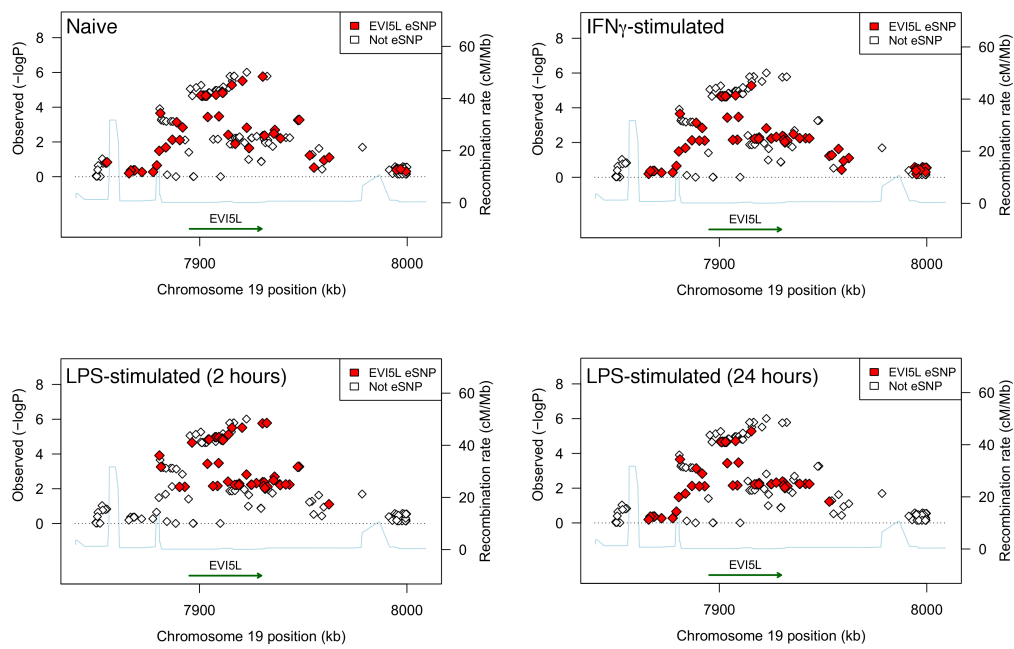 Naive
EVI5L eSNP
Not eSNP
Observed (−logP)
8
6
4
2
0
60
40
20
0
Recombination rate (cM/Mb)
EVI5L
7900
8000
Chromosome 19 position (kb)
IFNγ-stimulated
EVI5L eSNP
Not eSNP
Observed (−logP)
8
6
4
2
0
60
40
20
0
Recombination rate (cM/Mb)
EVI5L
7900
8000
Chromosome 19 position (kb)
LPS-stimulated (2 hours)
EVI5L eSNP
Not eSNP
Observed (−logP)
8
6
4
2
0
60
40
20
0
Recombination rate (cM/Mb)
EVI5L
7900
8000
Chromosome 19 position (kb)
LPS-stimulated (24 hours)
EVI5L eSNP
Not eSNP
Observed (−logP)
8
6
4
2
0
60
40
20
0
Recombination rate (cM/Mb)
EVI5L
7900
8000
Chromosome 19 position (kb)